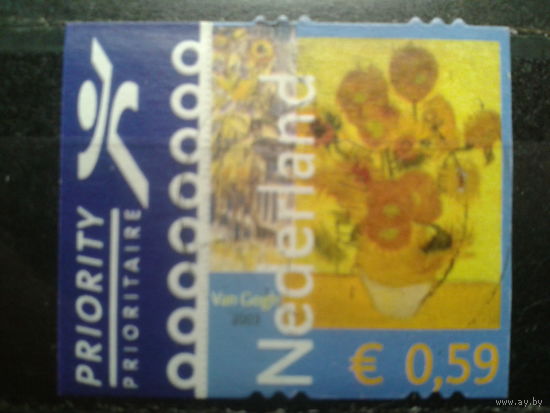 PRIORITY
PRIORITAIRE
Van Gogh
2003
Nederland
€ 0,59
www.ay.by